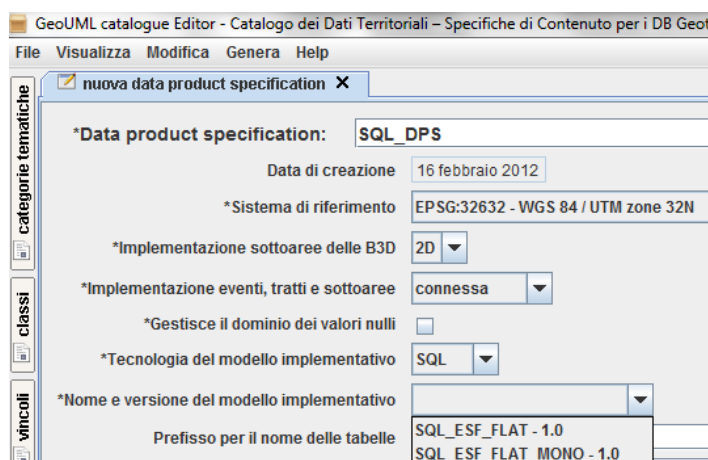 GeoUML catalogue Editor - Catalogo dei Dati Territoriali – Specifiche di Contenuto per i DB Geot
File Visualizza Modifica Genera Help
nuova data product specification X
categorie tematiche
classi
vincoli
*Data product specification: SQL_DPS
Data di creazione 16 febbraio 2012
*Sistema di riferimento EPSG:32632 - WGS 84 / UTM zone 32N
*Implementazione sottoaree delle B3D 2D
*Implementazione eventi, tratti e sottoaree connessa
*Gestisce il dominio dei valori nulli
*Tecnologia del modello implementativo SQL
*Nome e versione del modello implementativo
Prefisso per il nome delle tabelle
SQL_ESF_FLAT - 1.0
SQL_ESF_FLAT_MONO - 1.0